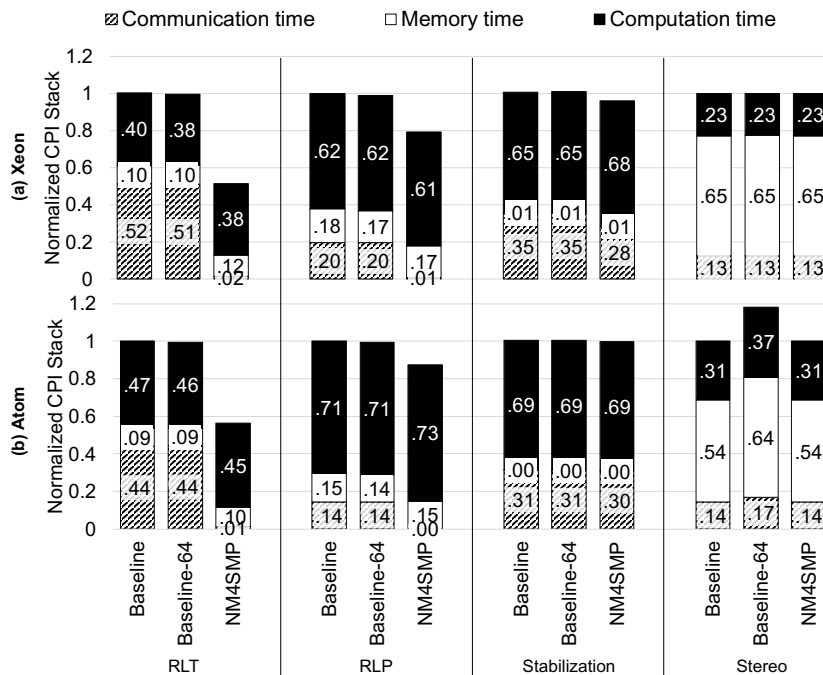 Communication time Memory time Computation time
(a) Xeon
Normalized CPI Stack
1.2
1
0.8
0.6
0.4
0.2
0
.40 .38 .38
.10 .10 .12
.52 .51 .02
.62 .62 .61
.18 .17 .17
.20 .20 .01
.65 .65 .68
.01 .01 .01
.35 .35 .28
.23 .23 .23
.65 .65 .65
.13 .13 .13
(b) Atom
Normalized CPI Stack
1.2
1
0.8
0.6
0.4
0.2
0
.47 .46 .45
.09 .09 .10
.44 .44 .01
.71 .71 .73
.15 .14 .15
.14 .14 .00
.69 .69 .69
.00 .00 .00
.31 .31 .30
.31 .37 .31
.54 .64 .54
.14 .17 .14
Baseline
Baseline-64
NM4SMP
Baseline
Baseline-64
NM4SMP
Baseline
Baseline-64
NM4SMP
Baseline
Baseline-64
NM4SMP
RLT RLP Stabilization Stereo